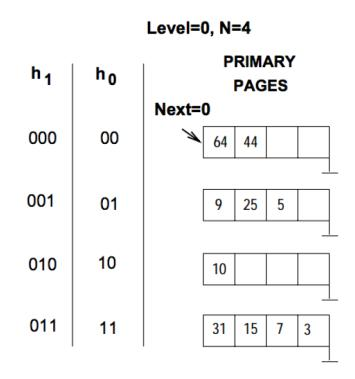 Level=0, N=4
h1 h0 PRIMARY
PAGES
Next=0
000 00 64 44
001 01 9 25 5
010 10 10
011 11 31 15 7 3